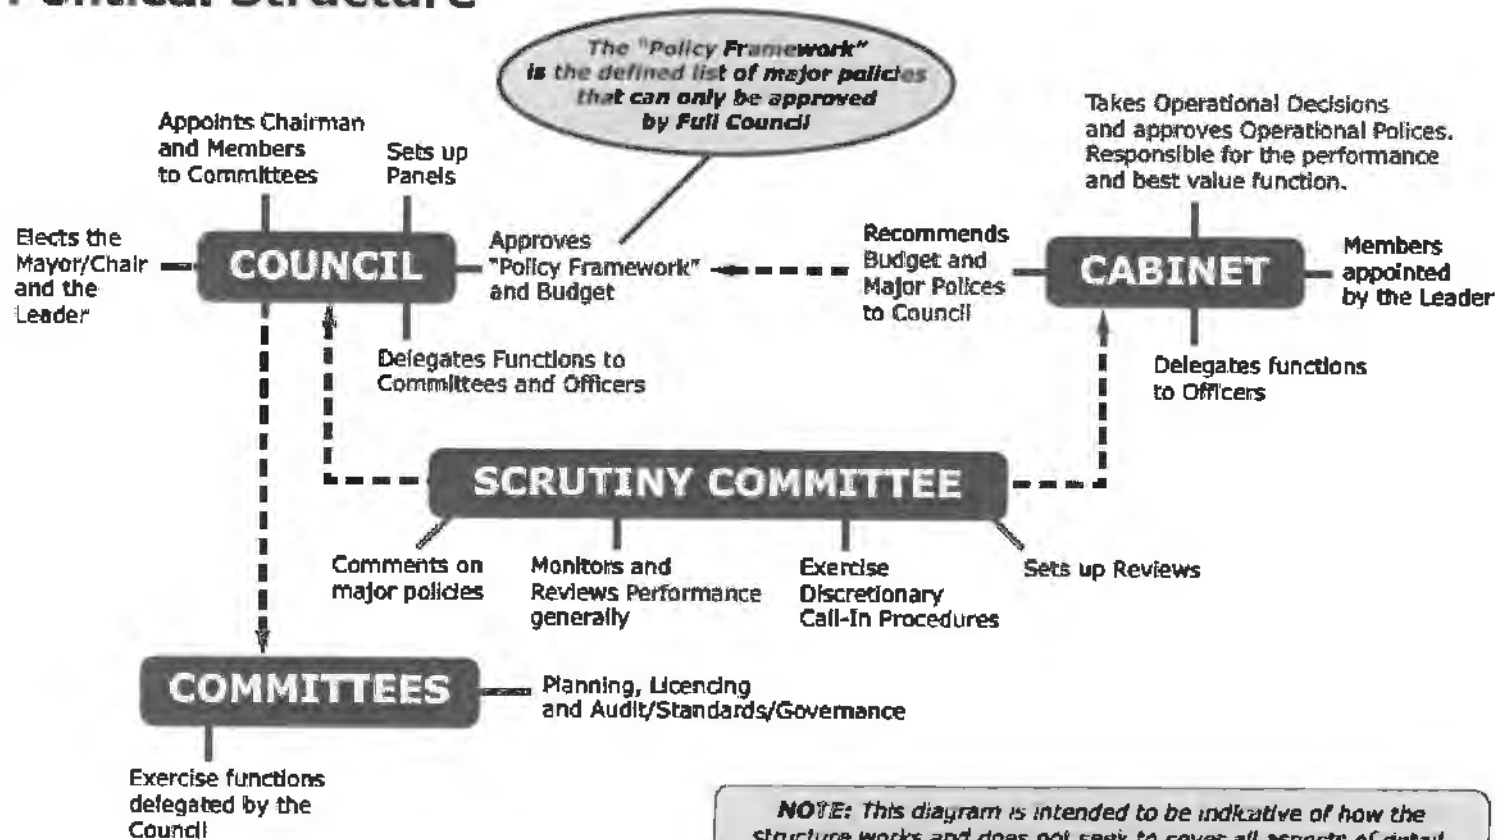 Political Structure
The "Policy Framework"
is the defined list of major policies
that can only be approved
by Full Council
Appoints Chairman
and Members
to Committees
Sets up
Panels
Takes Operational Decisions
and approves Operational Polices.
Responsible for the performance
and best value function.
Elects the
Mayor/Chair
and the
Leader
COUNCIL
Approves
"Policy Framework"
and Budget
Recommends
Budget and
Major Polices
to Council
CABINET
Members
appointed
by the Leader
Delegates Functions to
Committees and Officers
Delegates functions
to Officers
SCRUTINY COMMITTEE
Comments on
major policies
Monitors and
Reviews Performance
generally
Exercise
Discretionary
Call-In Procedures
Sets up Reviews
COMMITTEES
Planning, Licencing
and Audit/Standards/Governance
Exercise functions
delegated by the
Council
NOTE: This diagram is intended to be indicative of how the
structure works and does not seek to cover all aspects of detail